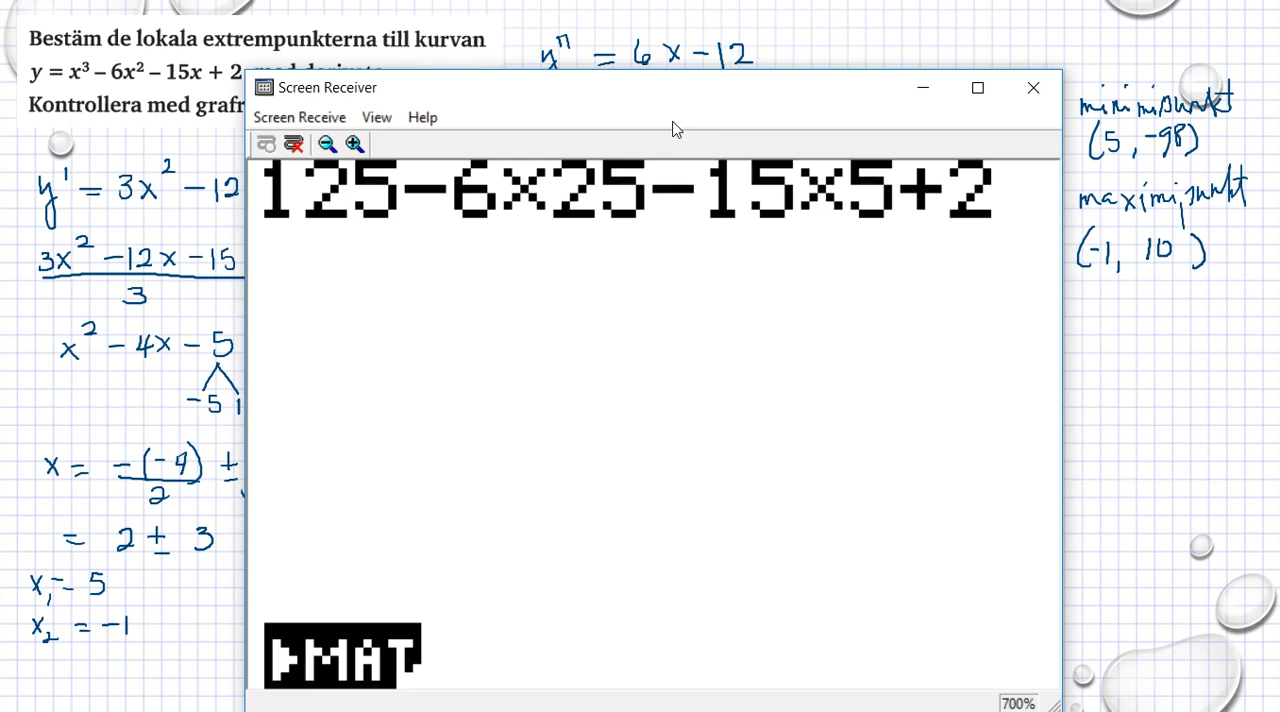 Bestäm de lokala extrempunkterna till kurvan
y = x³ – 6x² – 15x + 2
Kontrollera med
y" = 6x - 12
Screen Receiver
Screen Receive View Help
125-6×25-15×5+2
▶MAT
700%
y' = 3x² - 12
3x² - 12x - 15
3
x² - 4x - 5
-5 1
x = -(-4) ±
2
= 2 ± 3
x₁ = 5
x₂ = -1
minimipunkt
(5, -98)
maximipunkt
(-1, 10 )